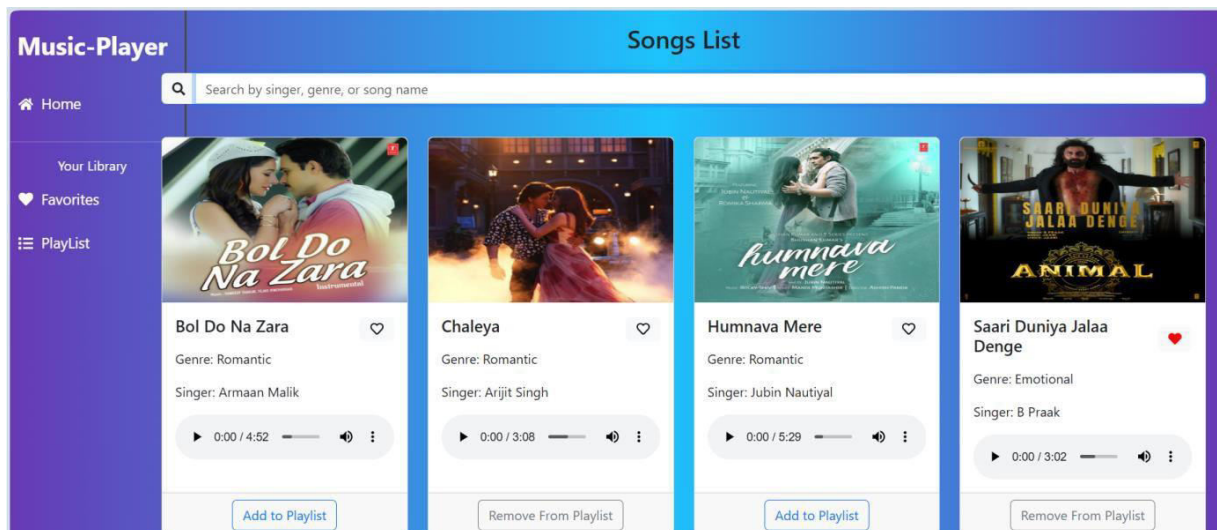 Music-Player
Home
Your Library
Favorites
PlayList
Songs List
Search by singer, genre, or song name
Bol Do
Na Zara
Instrumental
Bol Do Na Zara
Genre: Romantic
Singer: Armaan Malik
0:00 / 4:52
Add to Playlist
Chaleya
Genre: Romantic
Singer: Arijit Singh
0:00 / 3:08
Remove From Playlist
humnava
mere
Humnava Mere
Genre: Romantic
Singer: Jubin Nautiyal
0:00 / 5:29
Add to Playlist
SAARI DUNIYA
JALAA DENGE
ANIMAL
Saari Duniya Jalaa
Denge
Genre: Emotional
Singer: B Praak
0:00 / 3:02
Remove From Playlist